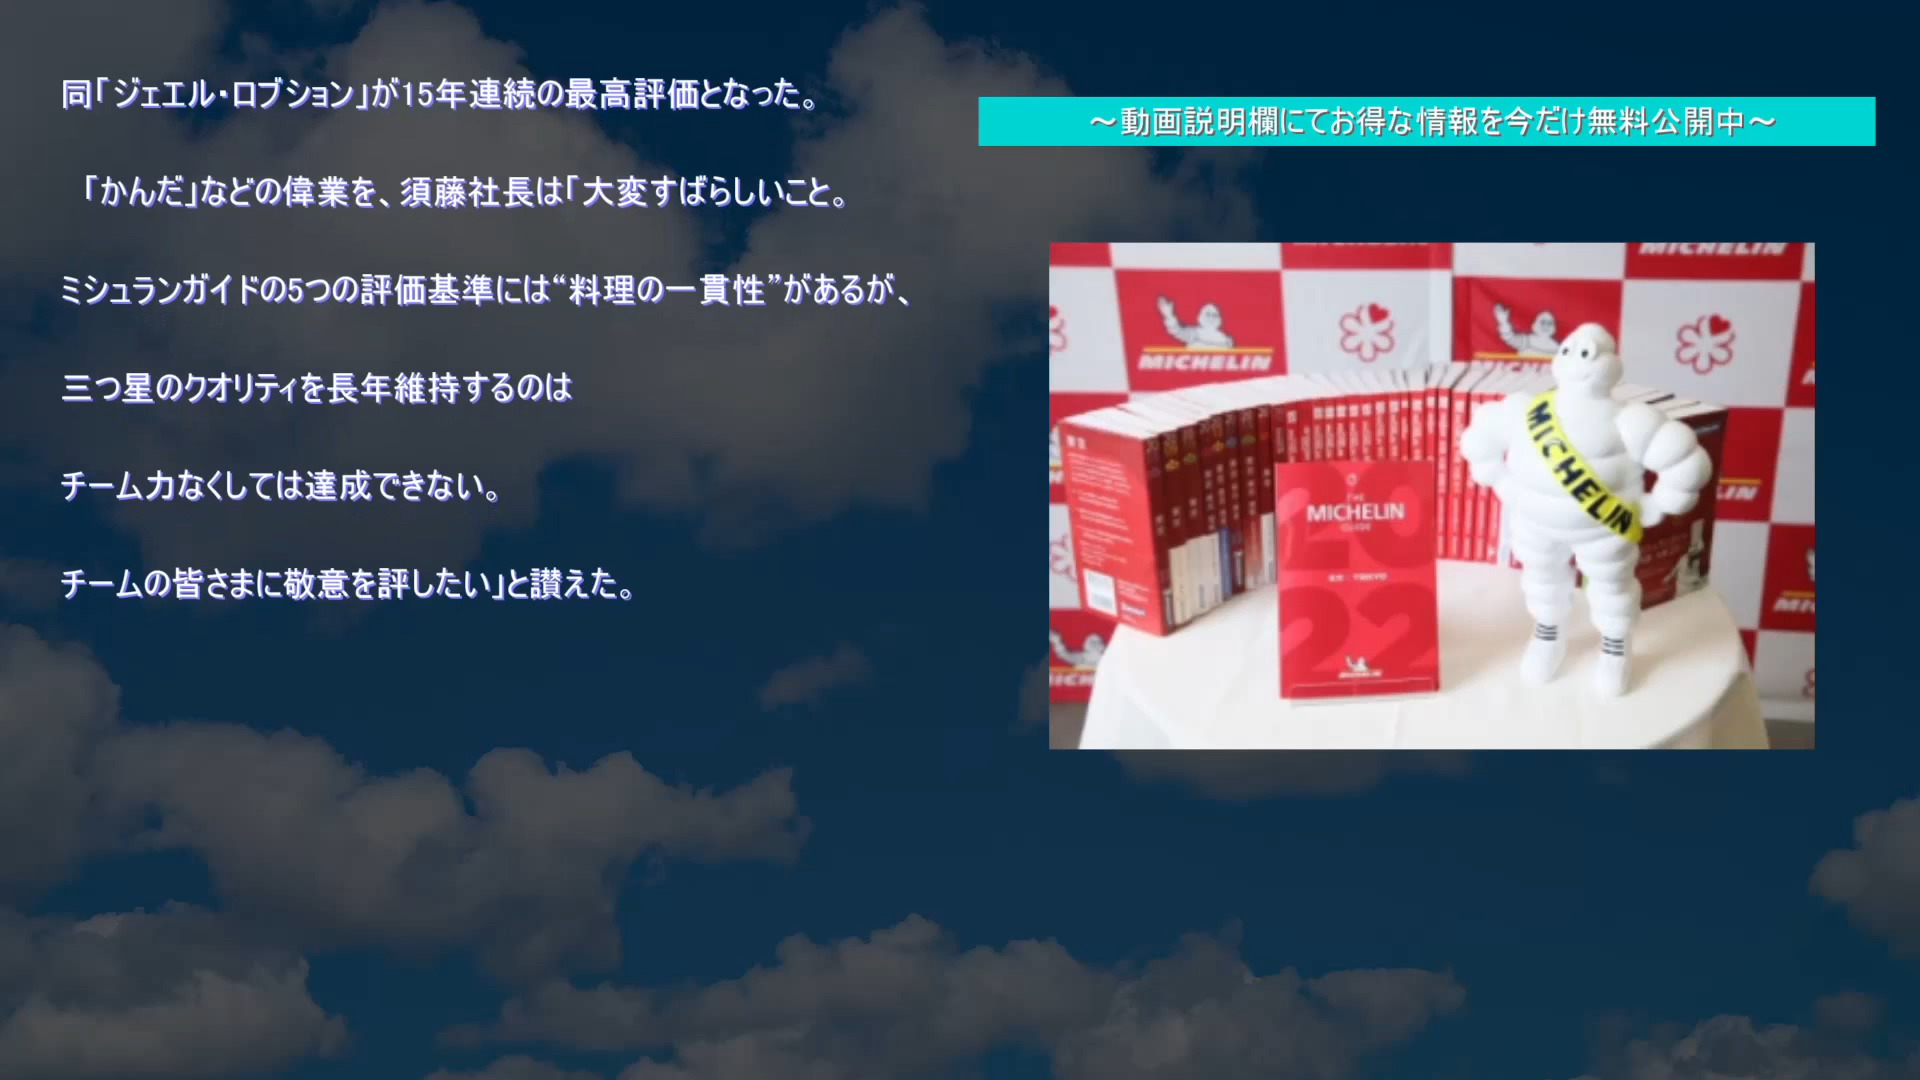 同「ジェエル・ロブション」が15年連続の最高評価となった。
「かんだ」などの偉業を、須藤社長は「大変すばらしいこと。
ミシュランガイドの5つの評価基準には“料理の一貫性”があるが、
三つ星のクオリティを長年維持するのは
チーム力なくしては達成できない。
チームの皆さまに敬意を評したい」と讃えた。
～動画説明欄にてお得な情報を今だけ無料公開中～
MICHELIN
MICHELIN
MICHELIN
THE
MICHELIN
GUIDE
2022
東京 TOKYO
MICHELIN